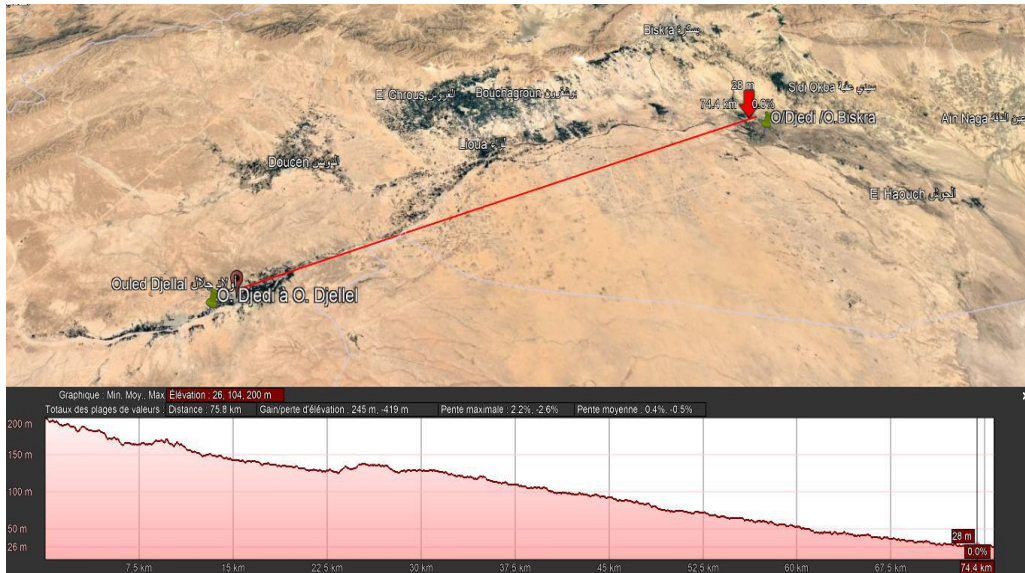 Biskra بسكرة
El Ghrous الغروس
Bouchagroun بوشقرون
28 m
Sidi Okba سيدي عقبة
74.4 km 0.8%
O/Djedi /O.Biskra
Aïn Naga
Lioua
Doucen الدوسن
El Haouch الحوش
Ouled Djellal أولاد جلال
O. Djedi à O. Djellel
Graphique : Min, Moy., Max Élévation : 26, 104, 200 m
Totaux des plages de valeurs : Distance : 75.8 km Gain/perte d'élévation : 245 m, -419 m Pente maximale : 2.2%, -2.6% Pente moyenne : 0.4%, -0.5%
200 m
150 m
100 m
50 m
28 m
26 m
0.0%
7.5 km 15 km 22.5 km 30 km 37.5 km 45 km 52.5 km 60 km 67.5 km 74.4 km